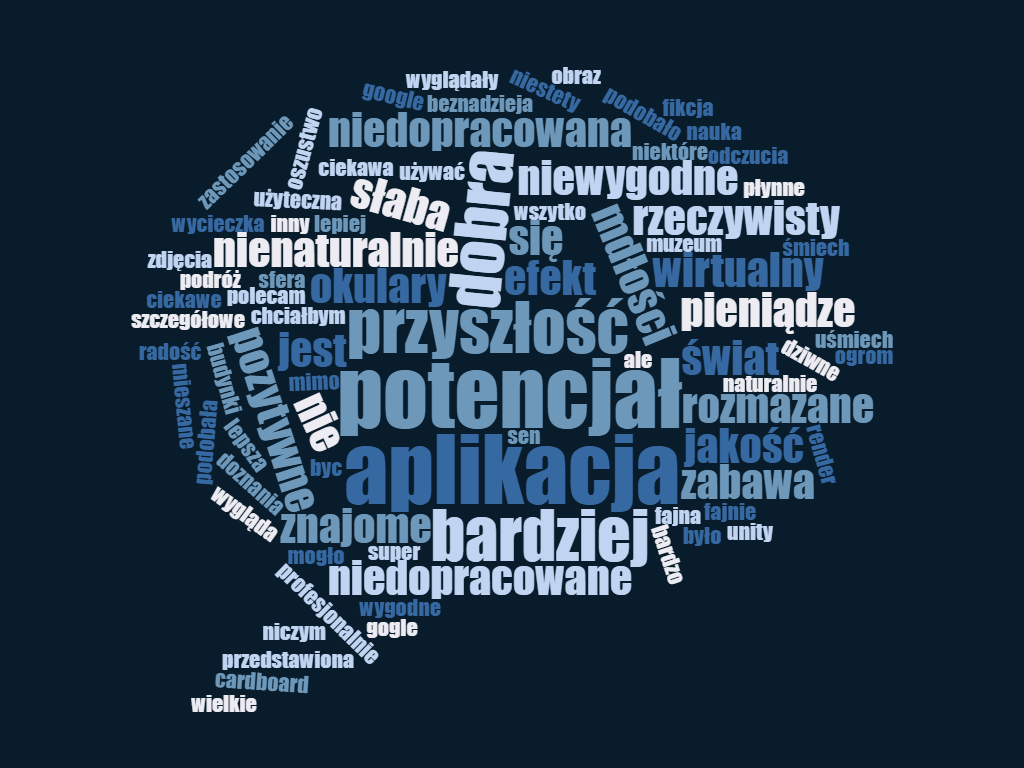 wyglądały
niestety
obraz
google
beznadzieja
podobało
fikcja
zastosowanie
oszustwo
niedopracowana
nauka
niektóre
odczucia
ciekawa
używać
dobra
niewygodne
płynne
użyteczna
słaba
wszytko
mdłości
rzeczywisty
wycieczka
inny
lepiej
się
muzeum
śmiech
zdjęcia
nienaturalnie
efekt
wirtualny
podróż
sfera
okulary
ciekawe
polecam
szczegółowe
chciałbym
przyszłość
pieniądze
radość
budynki
pozytywne
jest
ale
świat
dziwne
uśmiech
ogrom
mieszane
mimo
potencjał
naturalnie
podobała
nie
rozmazane
lepsza
sen
jakość
render
doznania
byc
aplikacja
zabawa
wygląda
znajome
bardziej
fajna
fajnie
bardzo
było
unity
mogło
super
profesjonalnie
niedopracowane
wygodne
niczym
gogle
przedstawiona
cardboard
wielkie